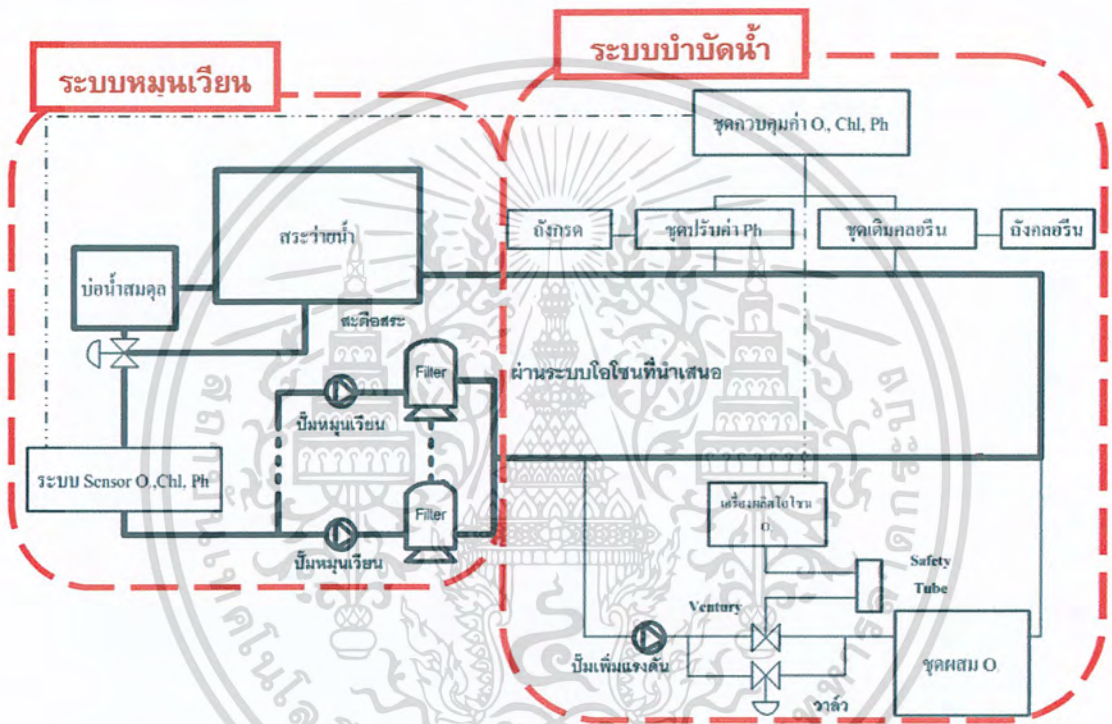 ระบบหมุนเวียน
ระบบบำบัดน้ำ
ชุดควบคุมค่า O, Chl, Ph
สระว่ายน้ำ
ถังกรด
ชุดปรับค่า Ph
ชุดเติมคลอรีน
ถังคลอรีน
บ่อน้ำสมดุล
สะดือสระ
Filter
ผ่านระบบโอโซนที่นำเสนอ
ปั๊มหมุนเวียน
ระบบ Sensor O,,Chl, Ph
Filter
ปั๊มหมุนเวียน
เครื่องผลิตโอโซน
O,
Safety
Tube
Ventury
ปั๊มเพิ่มแรงดัน
ชุดผสม O,
วาล์ว